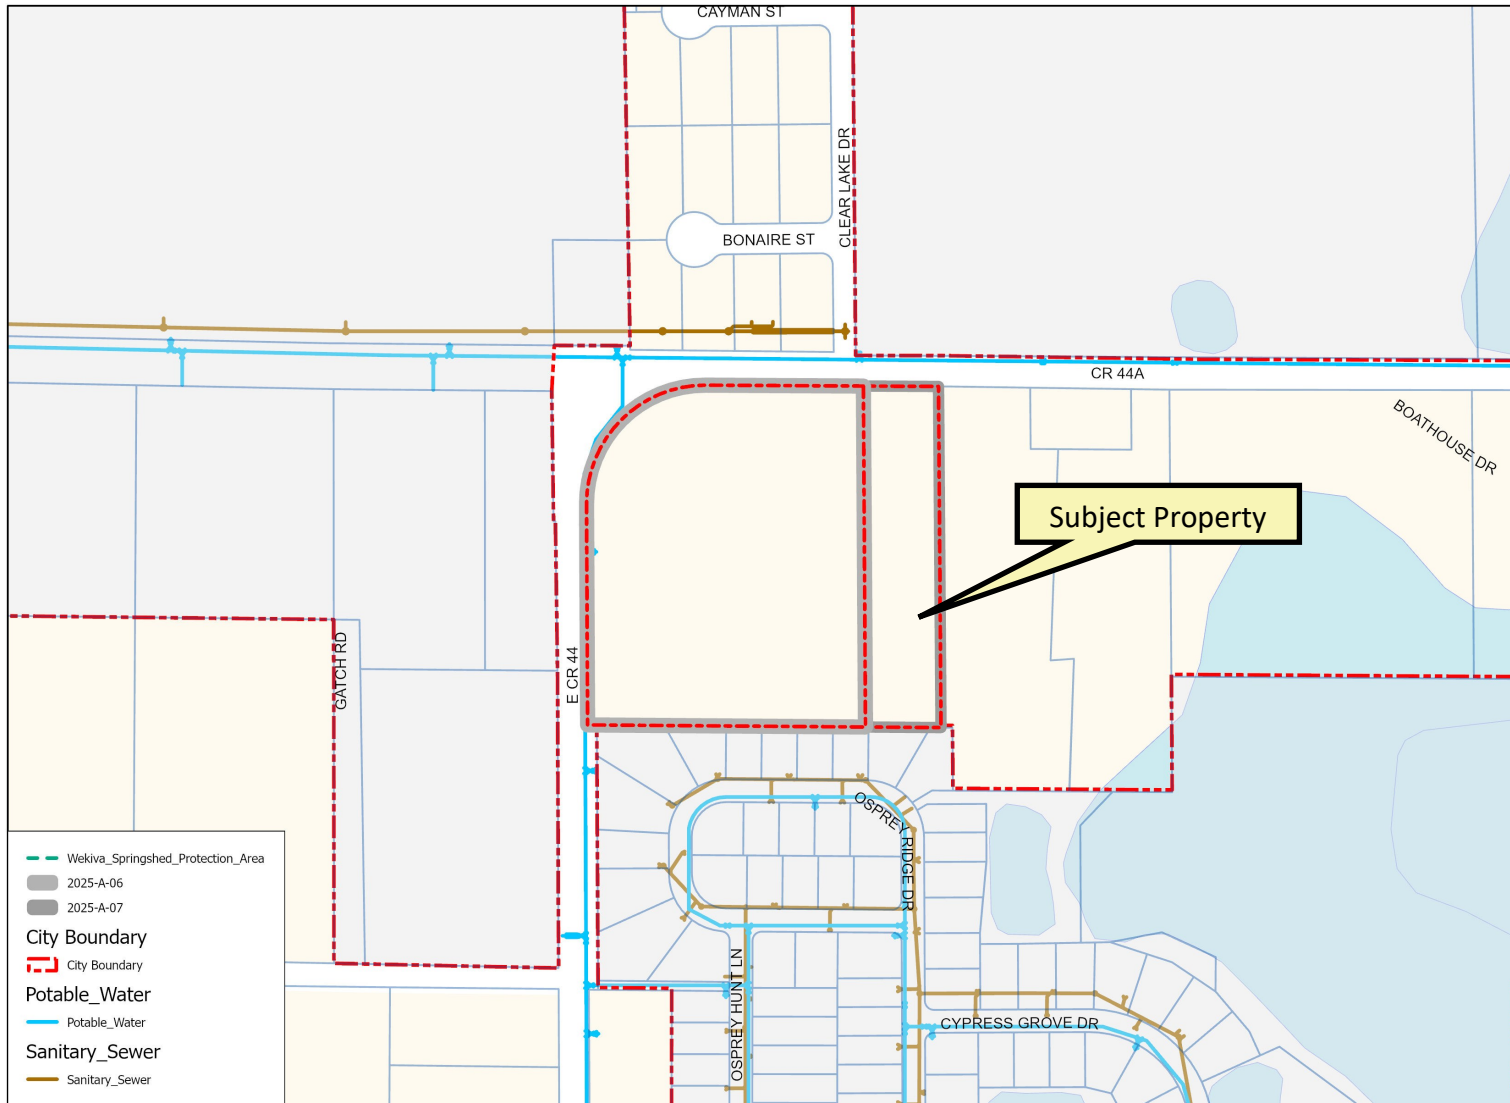 CAYMAN ST
CLEAR LAKE DR
BONAIRE ST
CR 44A
BOATHOUSE DR
Subject Property
GATCH RD
E CR 44
OSPREY RIDGE DR
OSPREY HUNT LN
CYPRESS GROVE DR
Wekiva_Springshed_Protection_Area
2025-A-06
2025-A-07
City Boundary
City Boundary
Potable_Water
Potable_Water
Sanitary_Sewer
Sanitary_Sewer